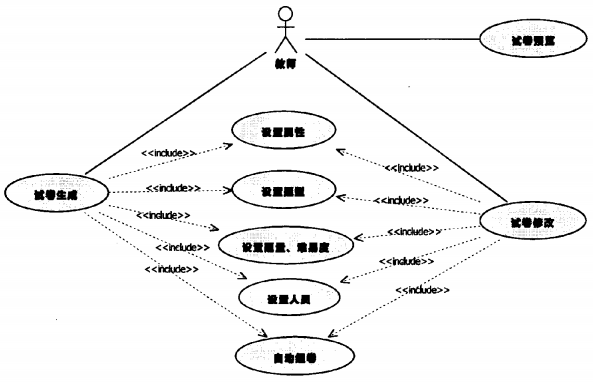 教师
试卷预览
<<include>>
<<include>>
设置属性
<<include>>
<<include>>
试卷生成
设置题型
<<include>>
<<include>>
试卷修改
<<include>>
设置题量、难易度
<<include>>
<<include>>
<<include>>
设置人员
<<include>>
自动组卷